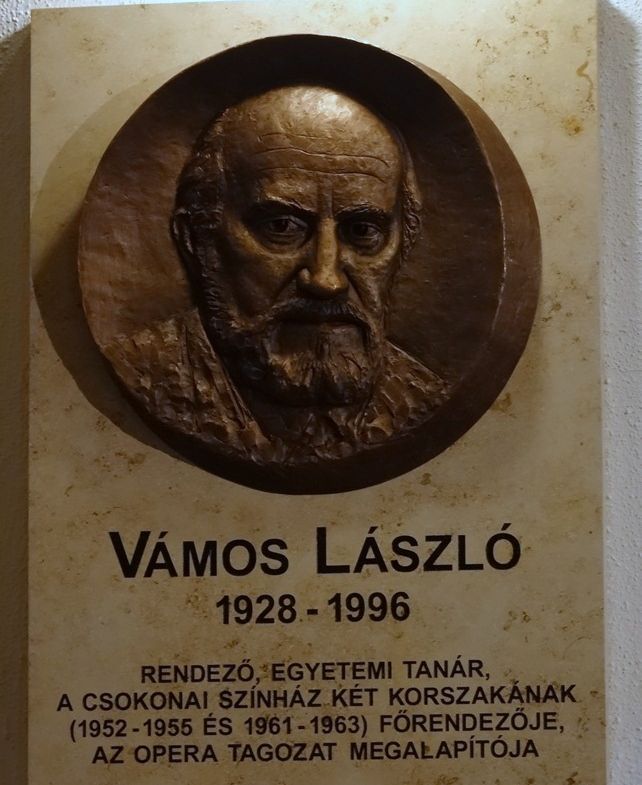 VÁMOS LÁSZLÓ
1928 - 1996
RENDEZŐ, EGYETEMI TANÁR,
A CSOKONAI SZÍNHÁZ KÉT KORSZAKÁNAK
(1952 - 1955 ÉS 1961 - 1963) FŐRENDEZŐJE,
AZ OPERA TAGOZAT MEGALAPÍTÓJA